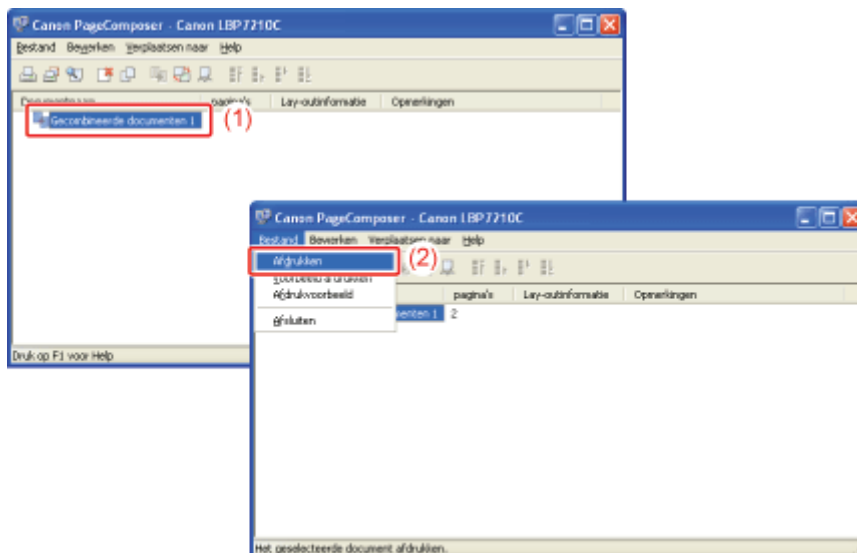 Canon PageComposer - Canon LBP7210C
Bestand Bewerken Verplaatsen naar Help
pagina's Lay-outinformatie Opmerkingen
Gecombineerde documenten 1
(1)
Druk op F1 voor Help
Canon PageComposer - Canon LBP7210C
Bestand Bewerken Verplaatsen naar Help
Afdrukken
(2)
Afdrukvoorbeeld
pagina's Lay-outinformatie Opmerkingen
menten 1 2
Afsluiten
Het geselecteerde document afdrukken.